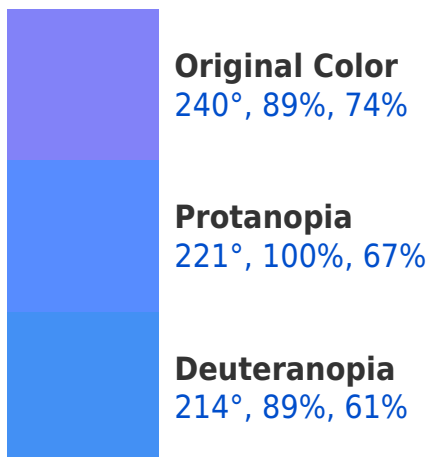 Original Color
240°, 89%, 74%
Protanopia
221°, 100%, 67%
Deuteranopia
214°, 89%, 61%